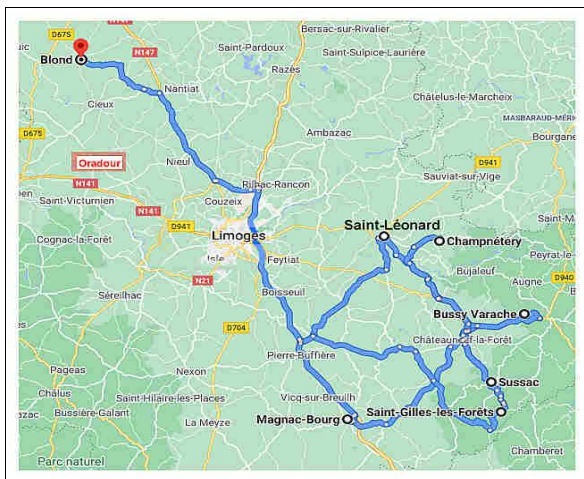 D675
Bersac-sur-Rivalier
N147
Saint-Pardoux
Saint-Sulpice-Laurière
Blond
Razès
Châtelus-le-Marcheix
Nantiat
MASBARAUD-MÉRI
Cieux
Bourgane
Ambazac
D675
Oradour
Nieul
D941
N141
Rilhac-Rancon
Sauviat-sur-Vige
Saint-Victurnien
Couzeix
N141
Saint-Léonard
Saint-M
D941
Limoges
Champnétery
Cognac-la-Forêt
Isle
Feytiat
Peyrat-le-
Bujaleuf
N21
Augne
D940
Boisseuil
Séreilhac
Bussy Varache
D704
Châteauneuf-la-Forêt
Pierre-Buffière
Pageas
Nexon
Sussac
Châlus
Saint-Hilaire-les-Places
Vicq-sur-Breuilh
Saint-Gilles-les-Forêts
Bussière-Galant
Magnac-Bourg
La Meyze
Chamberet
Parc naturel